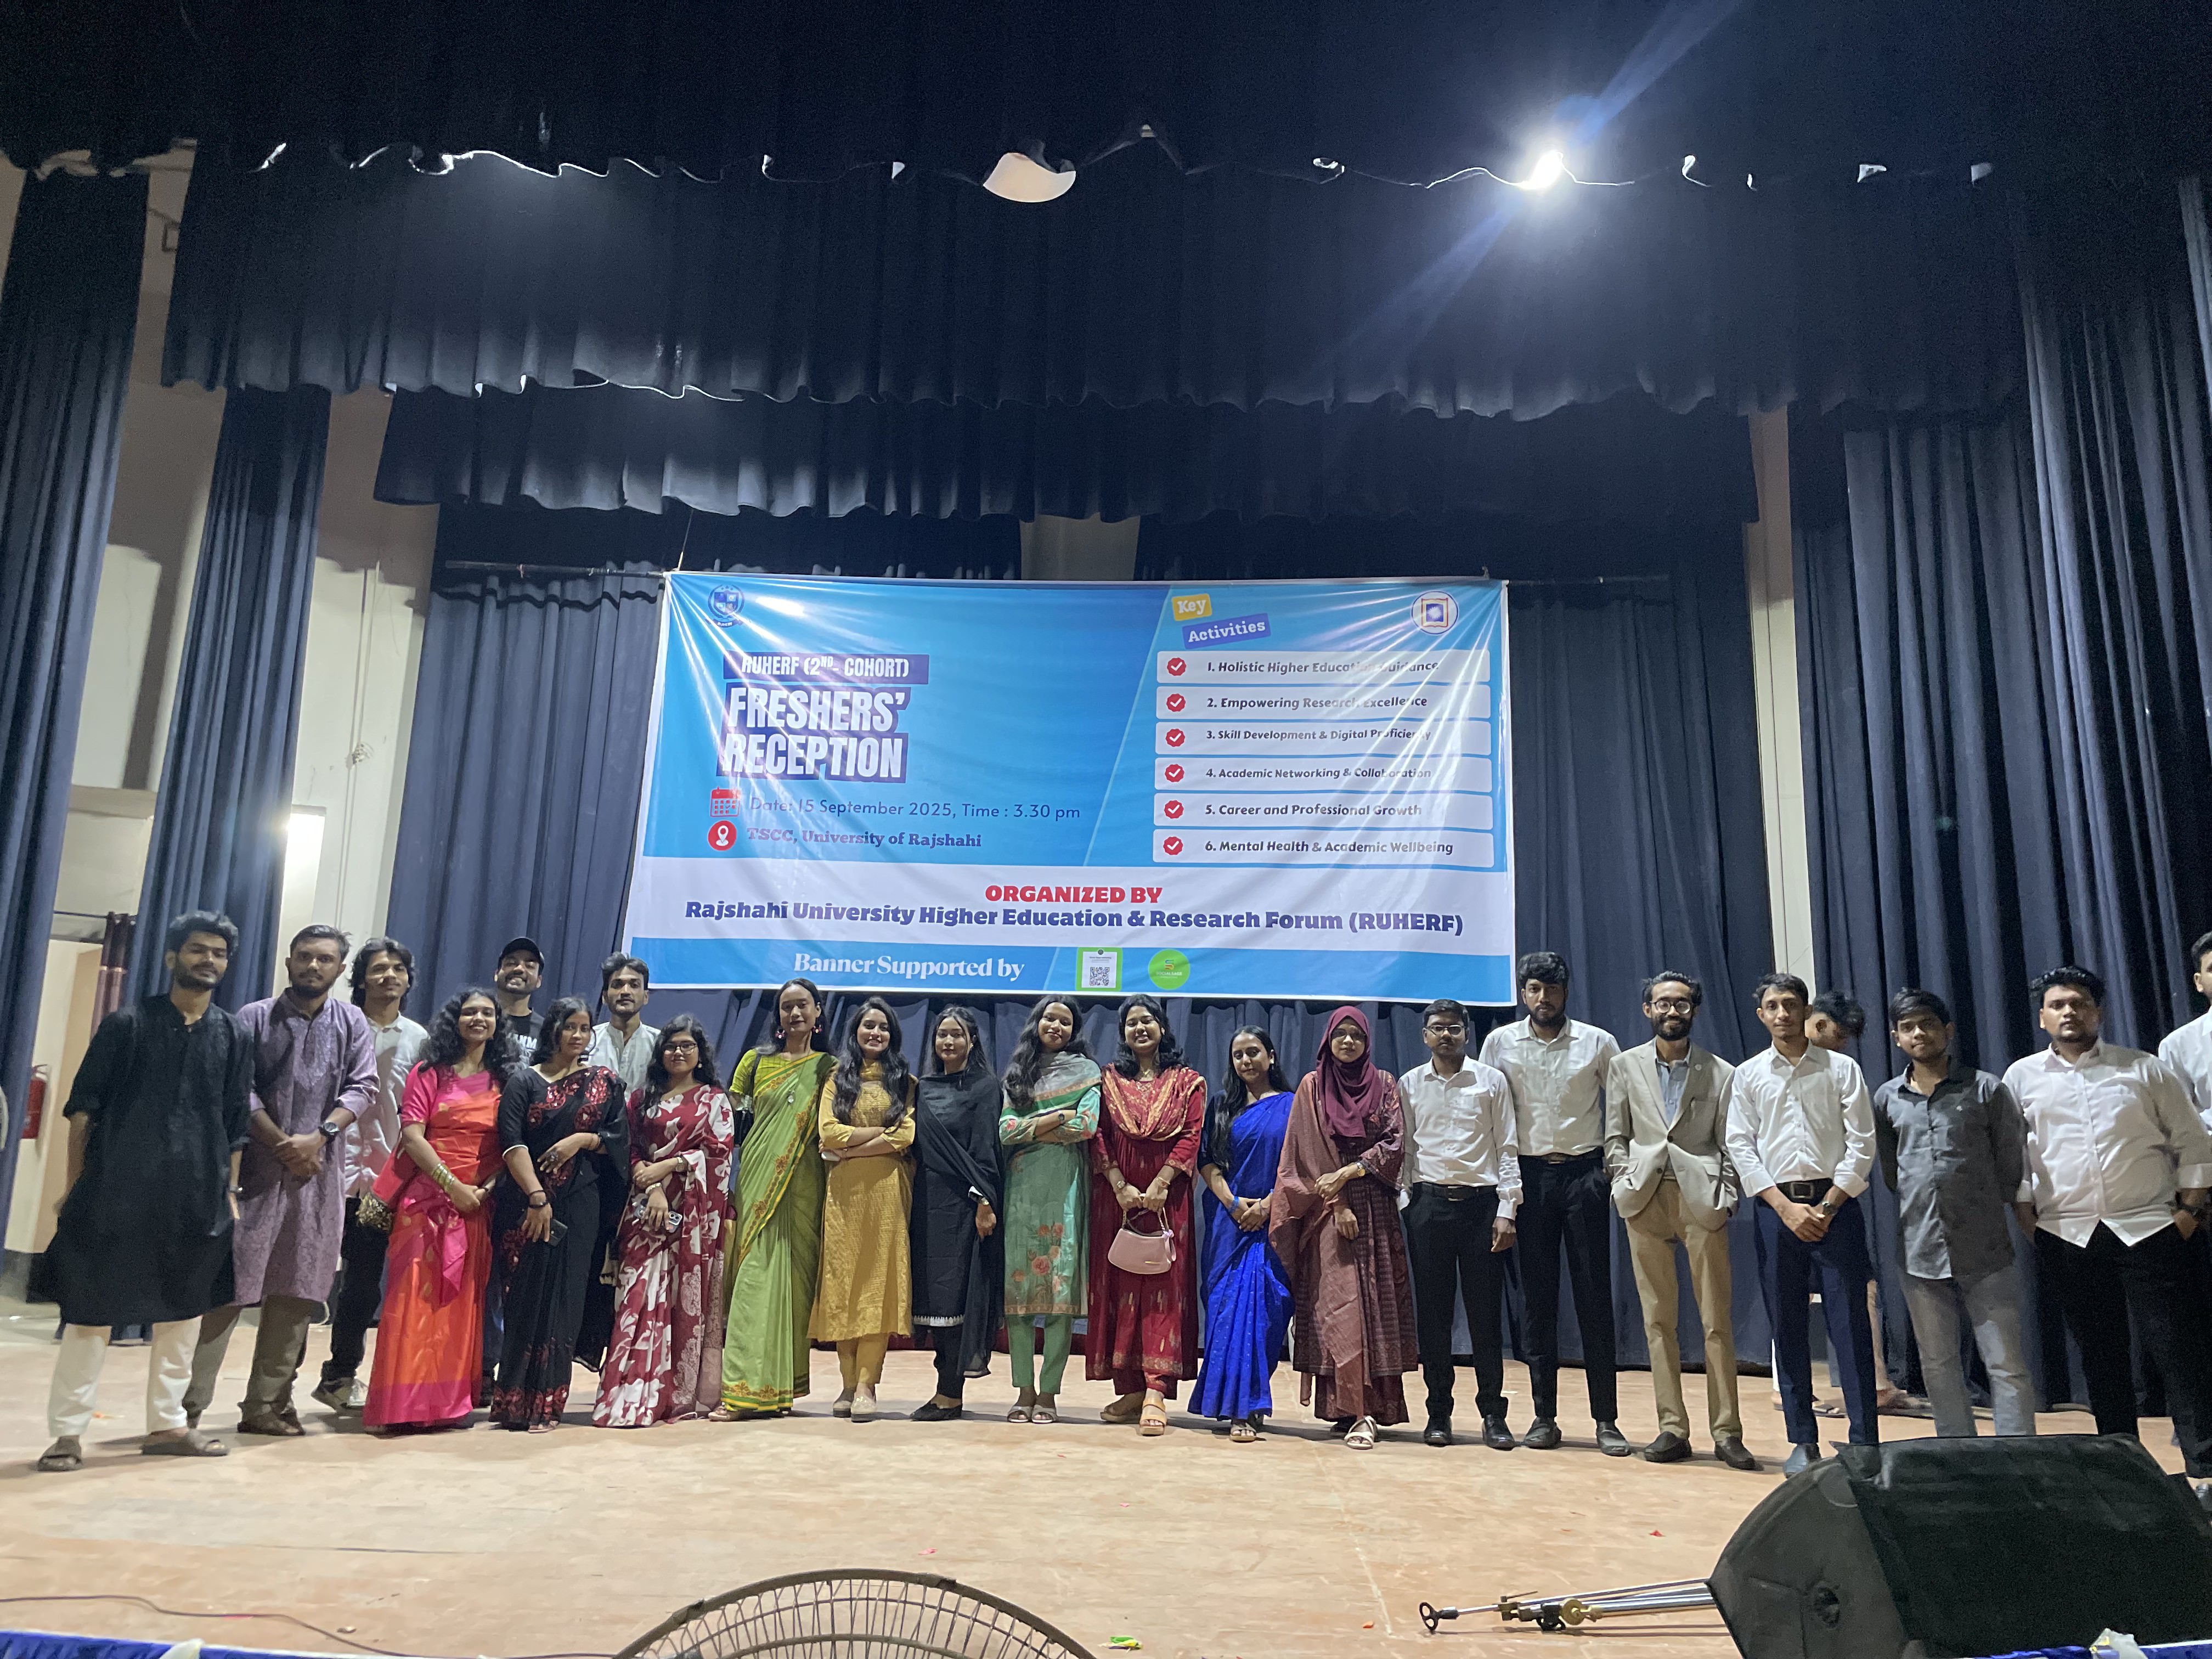 RUHERF (2ND- COHORT)
FRESHERS'
RECEPTION
Date: 15 September 2025, Time : 3.30 pm
TSCC, University of Rajshahi
Key
Activities
1. Holistic Higher Education Guidance
2. Empowering Research Excellence
3. Skill Development & Digital Proficiency
4. Academic Networking & Collaboration
5. Career and Professional Growth
6. Mental Health & Academic Wellbeing
ORGANIZED BY
Rajshahi University Higher Education & Research Forum (RUHERF)
Banner Supported by